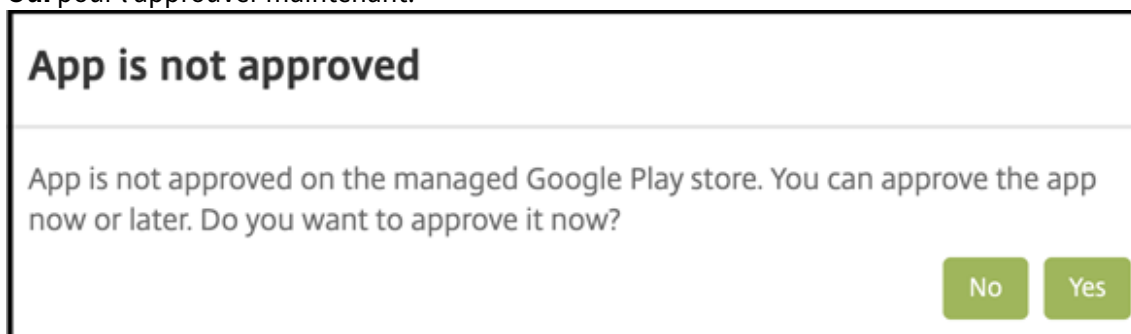 Oui pour l'approuver maintenant.
App is not approved
App is not approved on the managed Google Play store. You can approve the app
now or later. Do you want to approve it now?
No Yes